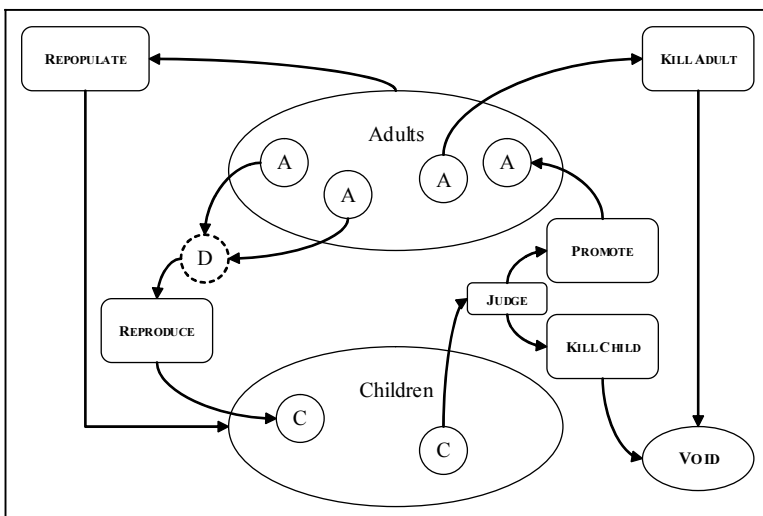 REPOPULATE
KILL ADULT
Adults
A
A
A
A
D
PROMOTE
JUDGE
REPRODUCE
KILL CHILD
Children
C
C
VOID